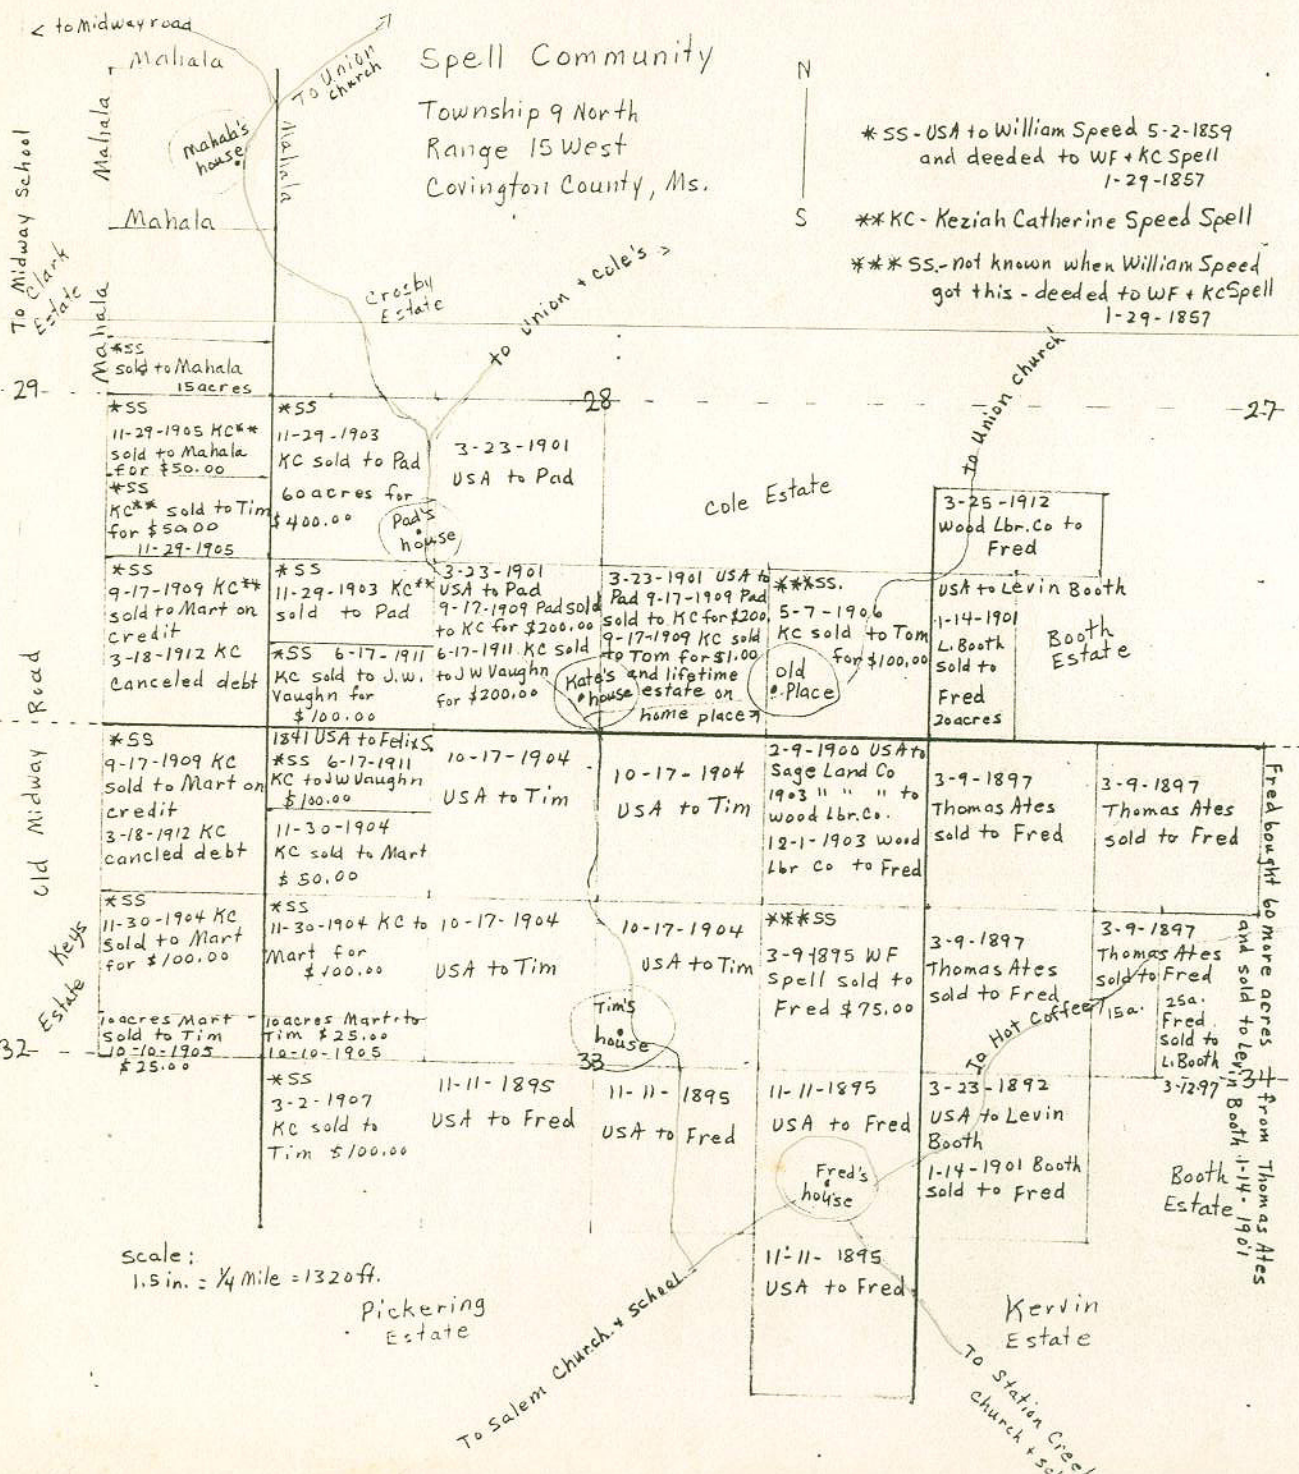 < to Midway road
Mahala
To Union
church
Spell Community
Township 9 North
Range 15 West
Covington County, Ms.
N
S
*SS - USA to William Speed 5-2-1859
and deeded to WF + KC Spell
1-29-1857
**KC - Keziah Catherine Speed Spell
***SS.-not known when William Speed
got this - deeded to WF + KC Spell
1-29-1857
Mahala
Mahala
Mahab's
house
Mahala
Mahala
To Midway School
Clark
Estate
Crosby
Estate
to Union + Cole's >
to Union church
*SS
sold to Mahala
15 acres
29
28
27
*SS
11-29-1905 KC**
sold to Mahala
for $50.00
*SS
KC** sold to Tim
for $50.00
11-29-1905
*SS
11-29-1903
KC sold to Pad
60 acres for
$400.00
Pad's
house
3-23-1901
USA to Pad
Cole Estate
3-25-1912
Wood Lbr. Co to
Fred
*SS
9-17-1909 KC**
sold to Mart on
credit
3-18-1912 KC
canceled debt
*SS
11-29-1903 KC**
sold to Pad
*SS 6-17-1911
KC sold to J.W.
Vaughn for
$100.00
3-23-1901
USA to Pad
9-17-1909 Pad sold
to KC for $200.00
6-17-1911 KC sold
to J W Vaughn
for $200.00
3-23-1901 USA to
Pad 9-17-1909 Pad
sold to KC for $200.
9-17-1909 KC sold
to Tom for $1.00
and lifetime
estate on
home place
Kate's
house
***SS.
5-7-1906
KC sold to Tom
for $100.00
old
Place
USA to Levin Booth
1-14-1901
L. Booth
sold to
Fred
20 acres
Booth
Estate
Old Midway Road
*SS
9-17-1909 KC
sold to Mart on
credit
3-18-1912 KC
cancled debt
1841 USA to Felix S.
*SS 6-17-1911
KC to JW Vaughn
$100.00
11-30-1904
KC sold to Mart
$50.00
10-17-1904
USA to Tim
10-17-1904
USA to Tim
2-9-1900 USA to
Sage Land Co
1903 " " " to
Wood Lbr. Co.
12-1-1903 Wood
Lbr Co to Fred
3-9-1897
Thomas Ates
sold to Fred
3-9-1897
Thomas Ates
sold to Fred
Fred bought 60 more acres from Thomas Ates
and sold to Levin Booth 1-14-1901
Keys
Estate
*SS
11-30-1904 KC
Sold to Mart
for $100.00
10 acres Mart
sold to Tim
10-10-1905
$25.00
*SS
11-30-1904 KC to
Mart for
$100.00
10 acres Mart to
Tim $25.00
10-10-1905
10-17-1904
USA to Tim
10-17-1904
USA to Tim
Tim's
house
***SS
3-9-1895 WF
Spell sold to
Fred $75.00
3-9-1897
Thomas Ates
sold to Fred
To Hot Coffee
3-9-1897
Thomas Ates
sold to Fred
15a.
25a.
Fred
sold to
L. Booth
3-12-97
32
33
34
*SS
3-2-1907
KC sold to
Tim $100.00
11-11-1895
USA to Fred
11-11-1895
USA to Fred
11-11-1895
USA to Fred
Fred's
house
3-23-1892
USA to Levin
Booth
1-14-1901 Booth
sold to Fred
Booth
Estate
11-11-1895
USA to Fred
scale:
1.5 in. = 1/4 Mile = 1320 ft.
Pickering
Estate
To Salem Church + School
Kervin
Estate
To Station Creek
church +